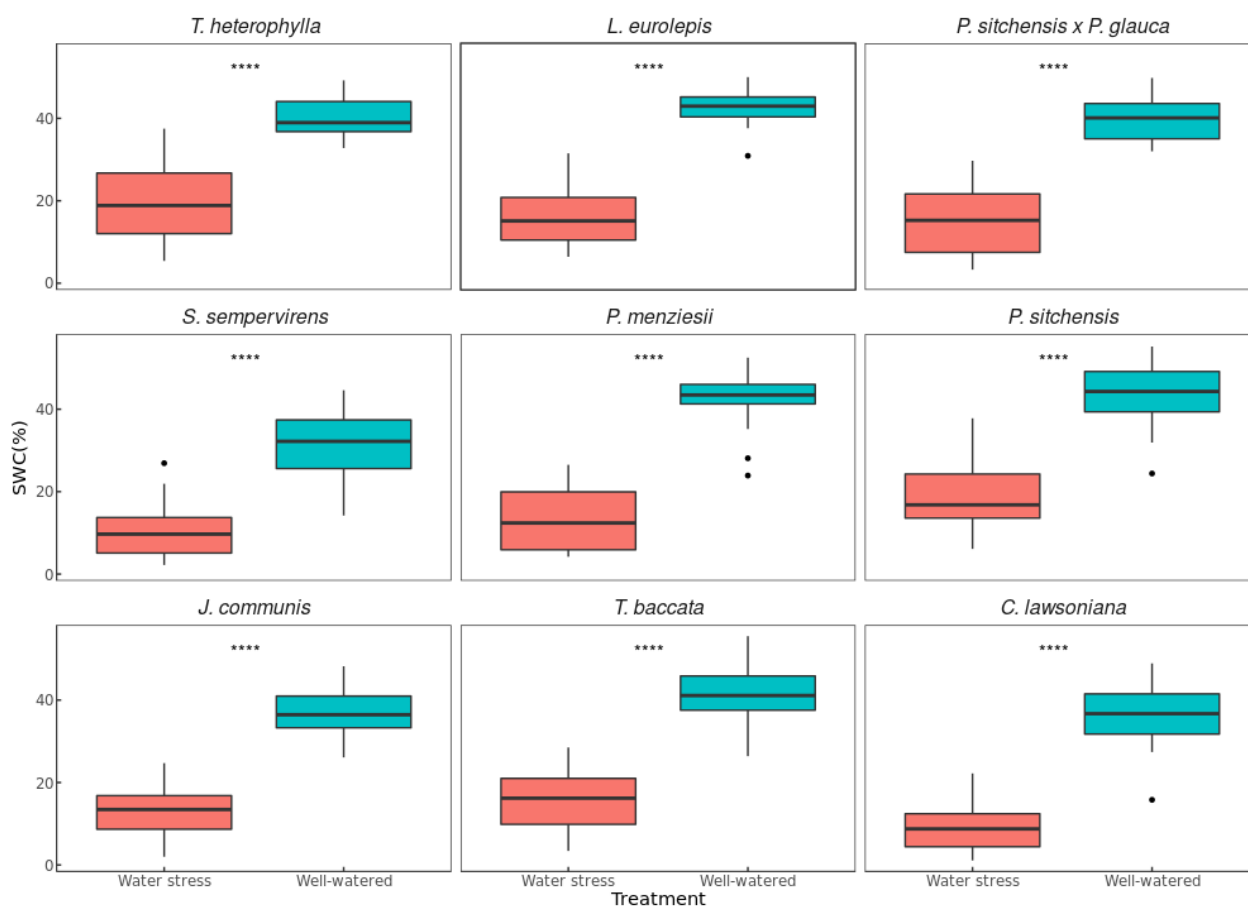 T. heterophylla
L. eurolepis
P. sitchensis x P. glauca
****
****
****
40
20
0
S. sempervirens
P. menziesii
P. sitchensis
****
****
****
40
20
0
SWC(%)
J. communis
T. baccata
C. lawsoniana
****
****
****
40
20
0
Water stress
Well-watered
Water stress
Well-watered
Water stress
Well-watered
Treatment